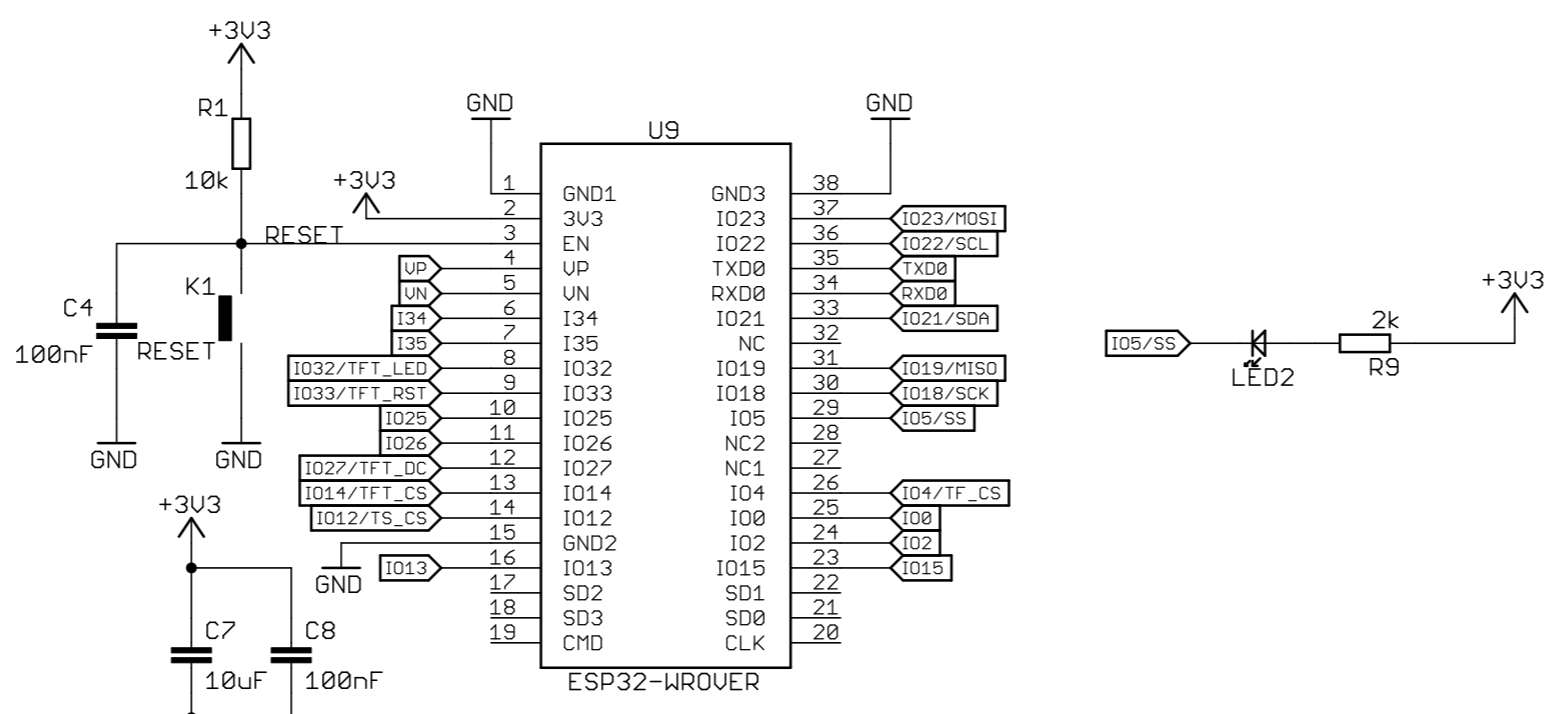 +3V3
R1
10k
RESET
C4
100nF
K1
RESET
GND
GND
+3V3
C7
10uF
C8
100nF
GND
+3V3
GND
GND
U9
1 GND1
2 3V3
3 EN
VP 4 VP
VN 5 VN
I34 6 I34
I35 7 I35
IO32/TFT_LED 8 IO32
IO33/TFT_RST 9 IO33
IO25 10 IO25
IO26 11 IO26
IO27/TFT_DC 12 IO27
IO14/TFT_CS 13 IO14
IO12/TS_CS 14 IO12
15 GND2
IO13 16 IO13
17 SD2
18 SD3
19 CMD
GND3 38
IO23 37 IO23/MOSI
IO22 36 IO22/SCL
TXD0 35 TXD0
RXD0 34 RXD0
IO21 33 IO21/SDA
NC 32
IO19 31 IO19/MISO
IO18 30 IO18/SCK
IO5 29 IO5/SS
NC2 28
NC1 27
IO4 26 IO4/TF_CS
IO0 25 IO0
IO2 24 IO2
IO15 23 IO15
SD1 22
SD0 21
CLK 20
ESP32-WROVER
IO5/SS
LED2
2k
R9
+3V3